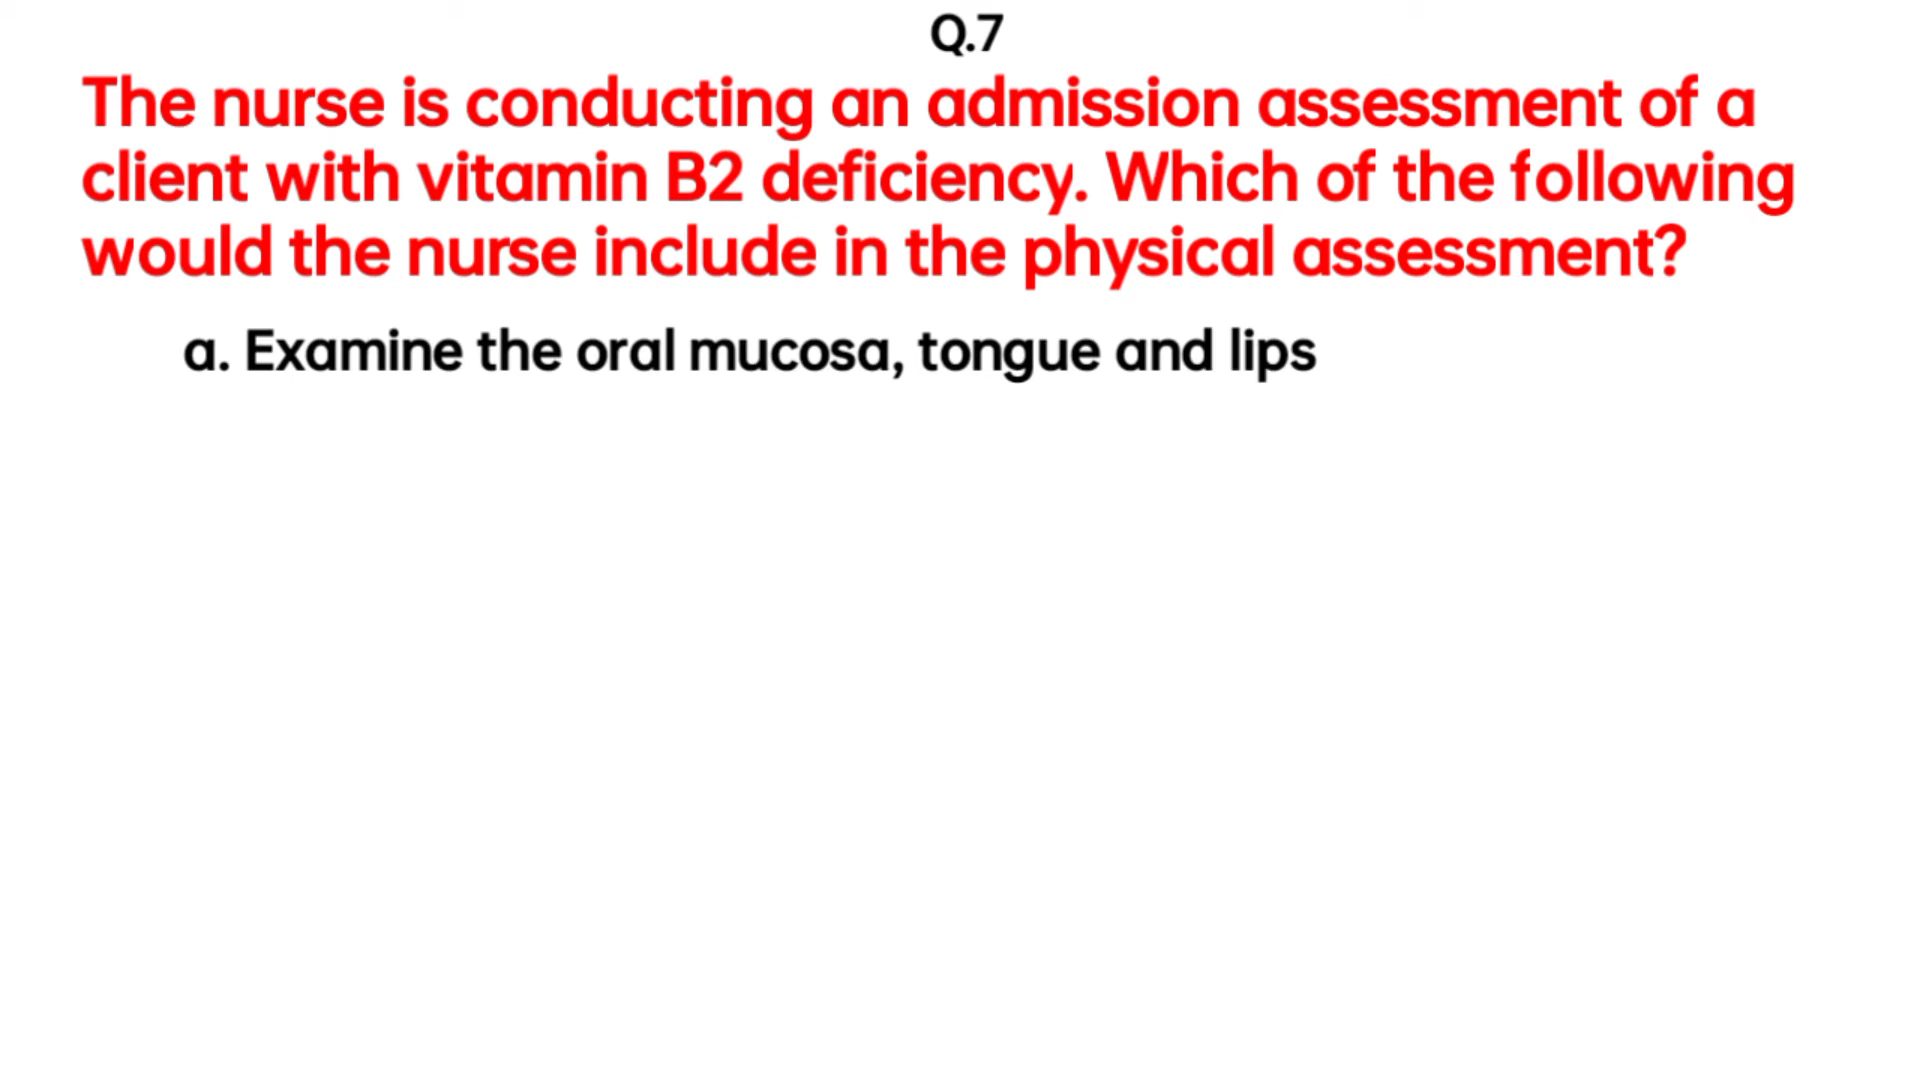 Q.7
The nurse is conducting an admission assessment of a
client with vitamin B2 deficiency. Which of the following
would the nurse include in the physical assessment?
a. Examine the oral mucosa, tongue and lips